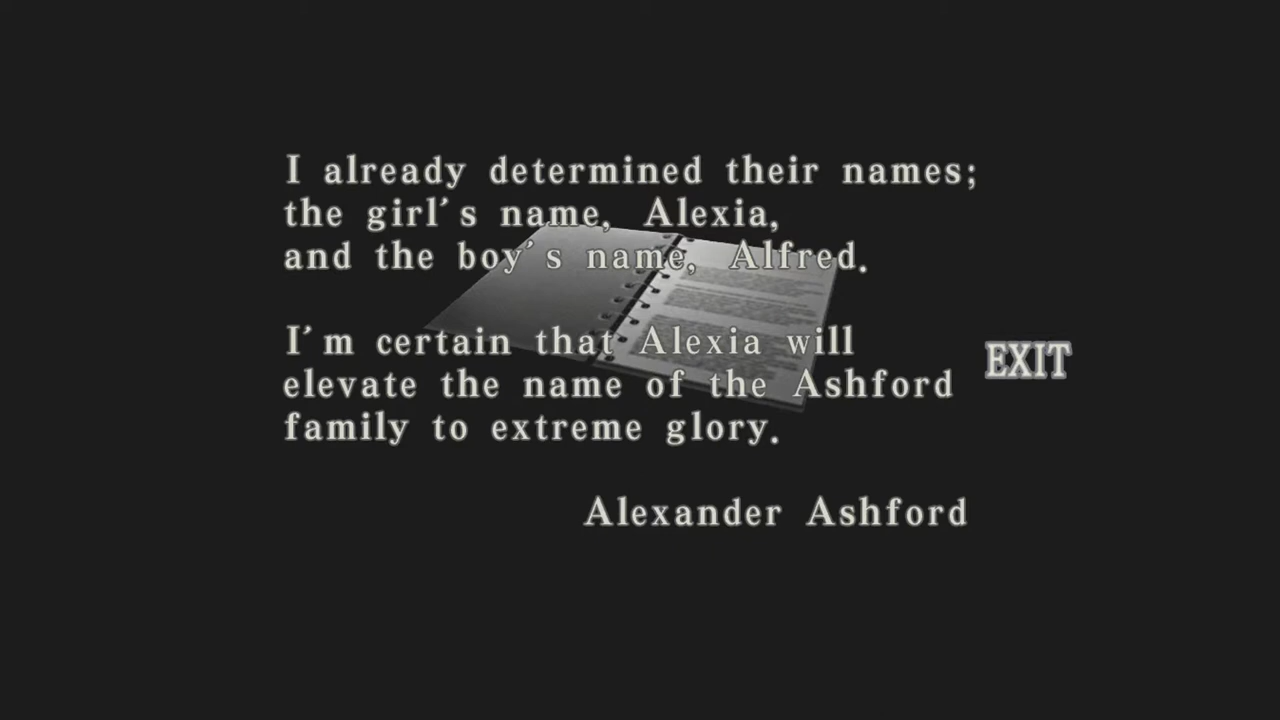 I already determined their names;
the girl's name, Alexia,
and the boy's name, Alfred.
I'm certain that Alexia will
elevate the name of the Ashford
family to extreme glory.
Alexander Ashford
EXIT